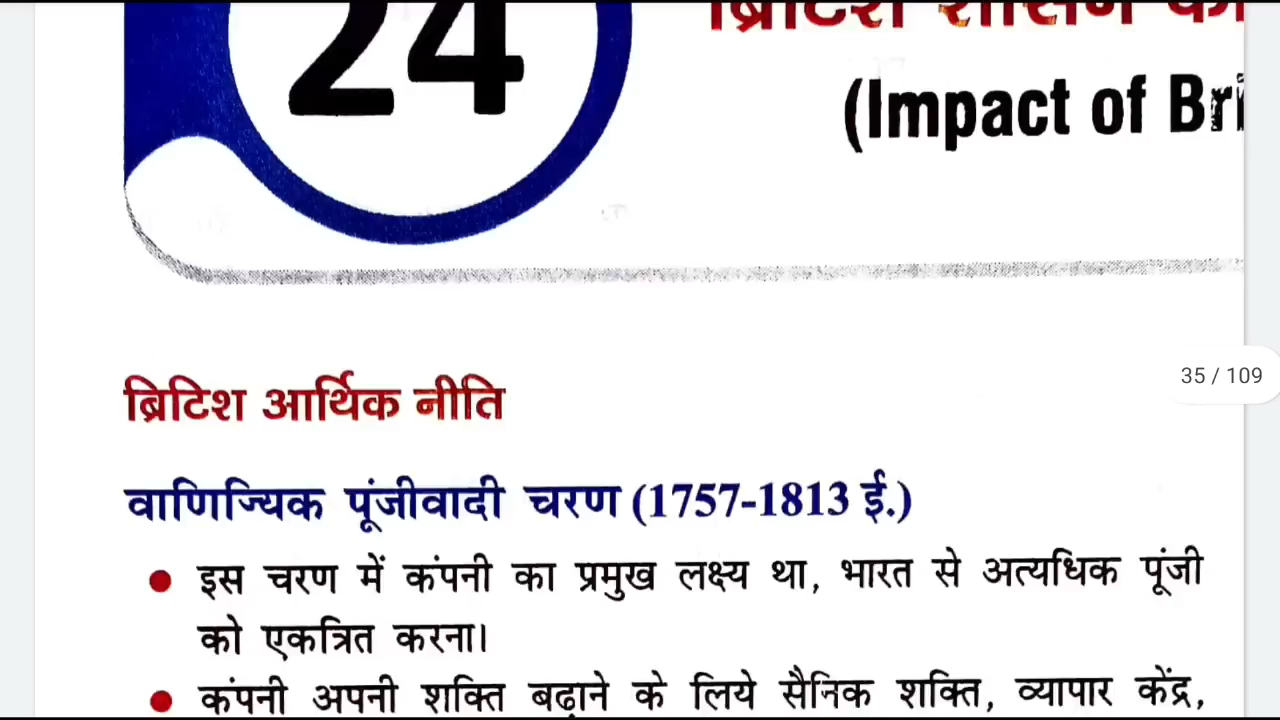 24
ब्रिटिश
(Impact of Bri
35 / 109
ब्रिटिश आर्थिक नीति
वाणिज्यिक पूंजीवादी चरण (1757-1813 ई.)
इस चरण में कंपनी का प्रमुख लक्ष्य था, भारत से अत्यधिक पूंजी
को एकत्रित करना।
कंपनी अपनी शक्ति बढ़ाने के लिये सैनिक शक्ति, व्यापार केंद्र,